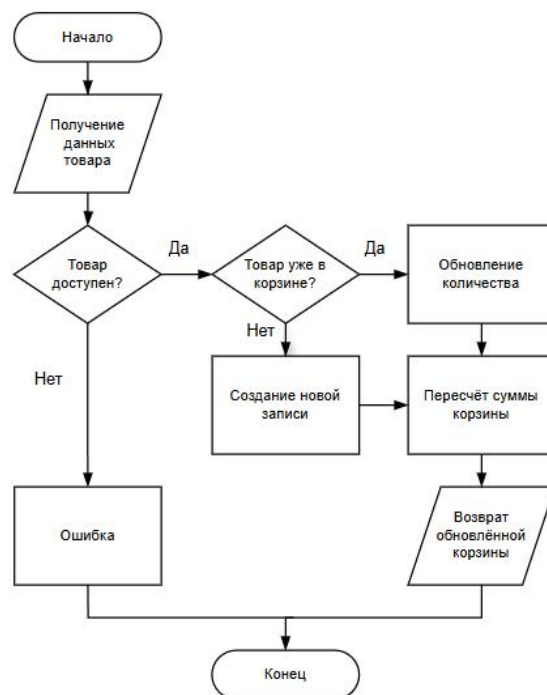 Начало
Получение
данных
товара
Да
Да
Товар
доступен?
Товар уже в
корзине?
Обновление
количества
Нет
Нет
Создание новой
записи
Пересчёт суммы
корзины
Ошибка
Возврат
обновлённой
корзины
Конец